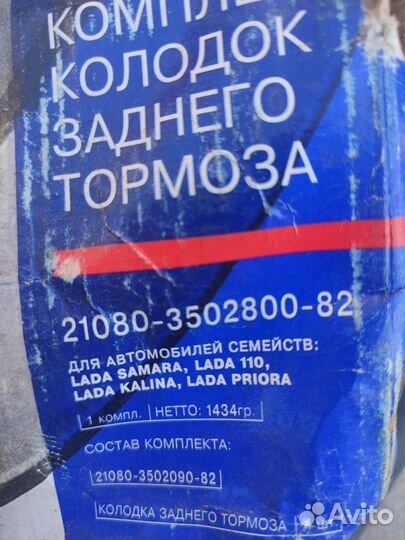 КОМПЛЕ
КОЛОДОК
ЗАДНЕГО
ТОРМОЗА
21080-3502800-82
ДЛЯ АВТОМОБИЛЕЙ СЕМЕЙСТВ:
LADA SAMARA, LADA 110,
LADA KALINA, LADA PRIORA
1 КОМПЛ. НЕТТО: 1434гр.
СОСТАВ КОМПЛЕКТА:
21080-3502090-82
КОЛОДКА ЗАДНЕГО ТОРМОЗА
Avito